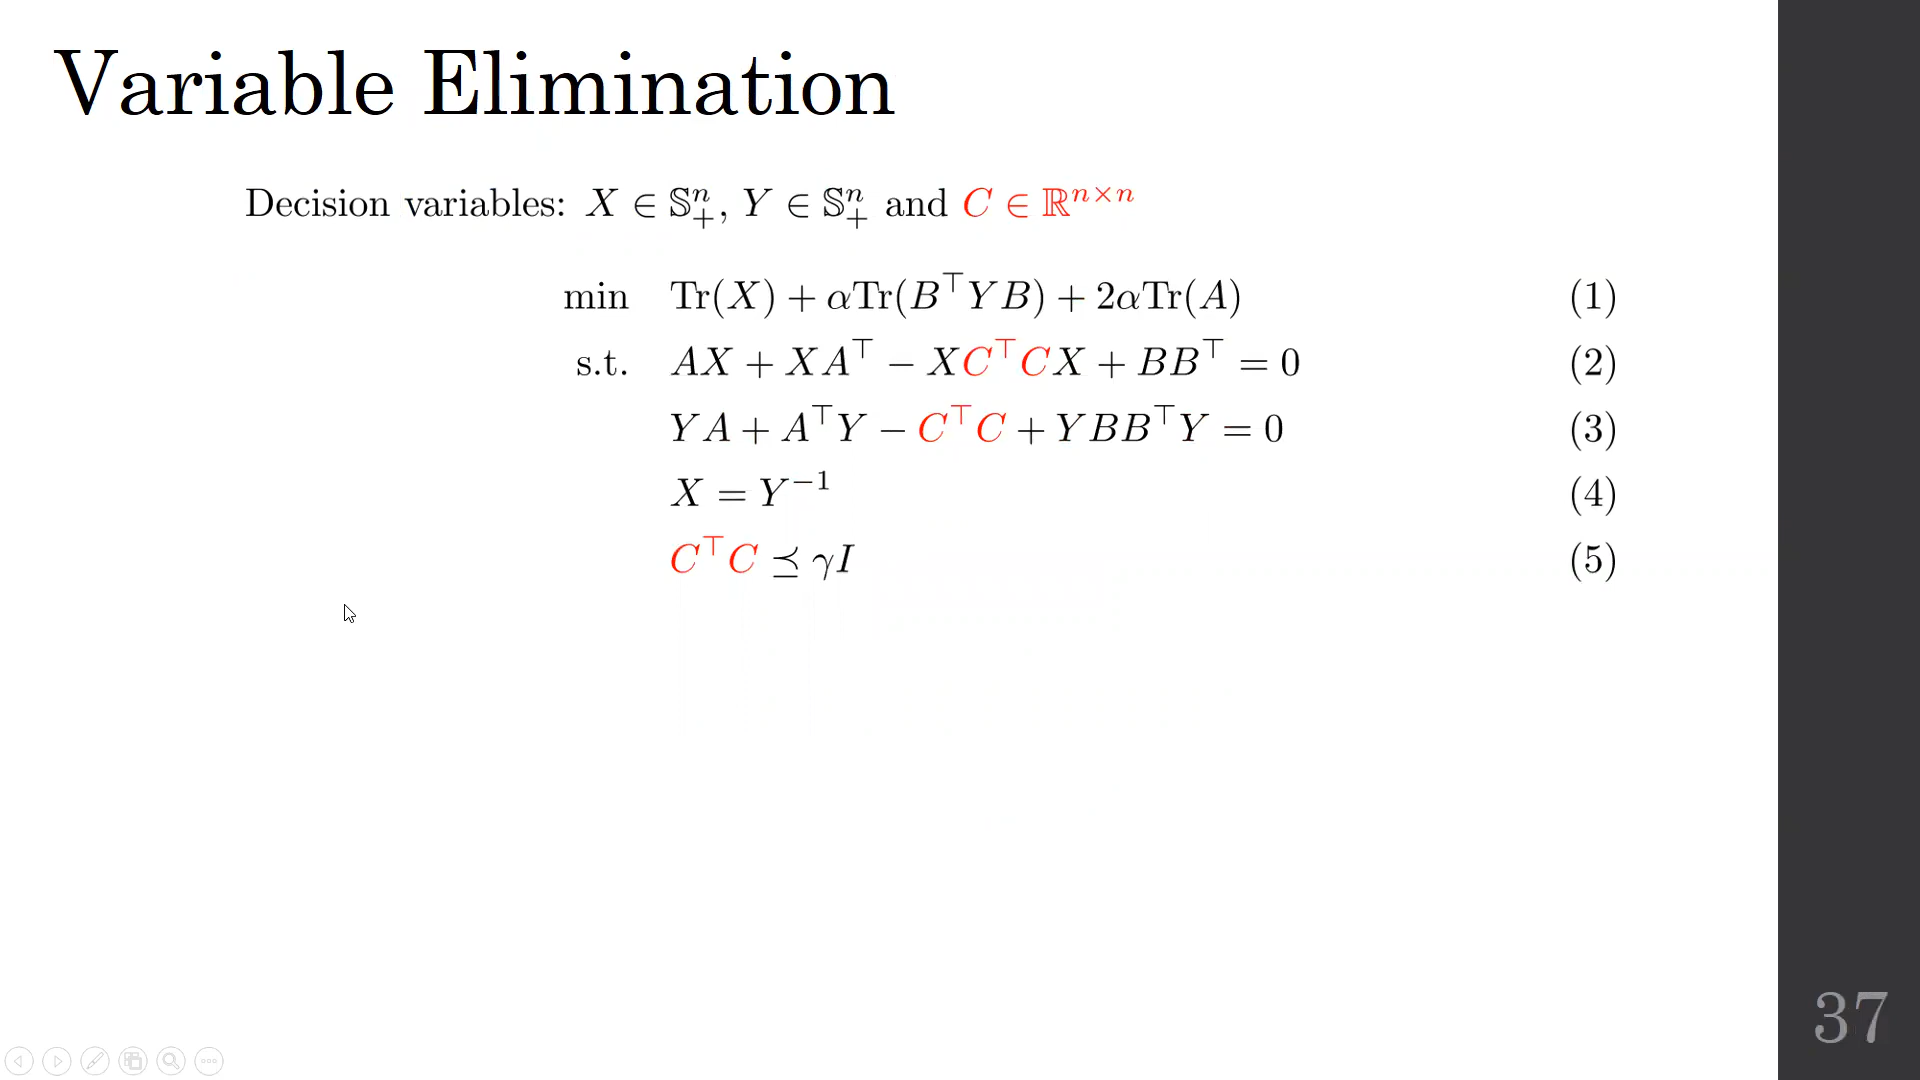 Variable Elimination
Decision variables: X ∈ 𝕊ⁿ₊, Y ∈ 𝕊ⁿ₊ and C ∈ ℝⁿˣⁿ
min Tr(X) + αTr(B⊤YB) + 2αTr(A) (1)
s.t. AX + XA⊤ − XC⊤CX + BB⊤ = 0 (2)
YA + A⊤Y − C⊤C + YBB⊤Y = 0 (3)
X = Y⁻¹ (4)
C⊤C ⪯ γI (5)
37